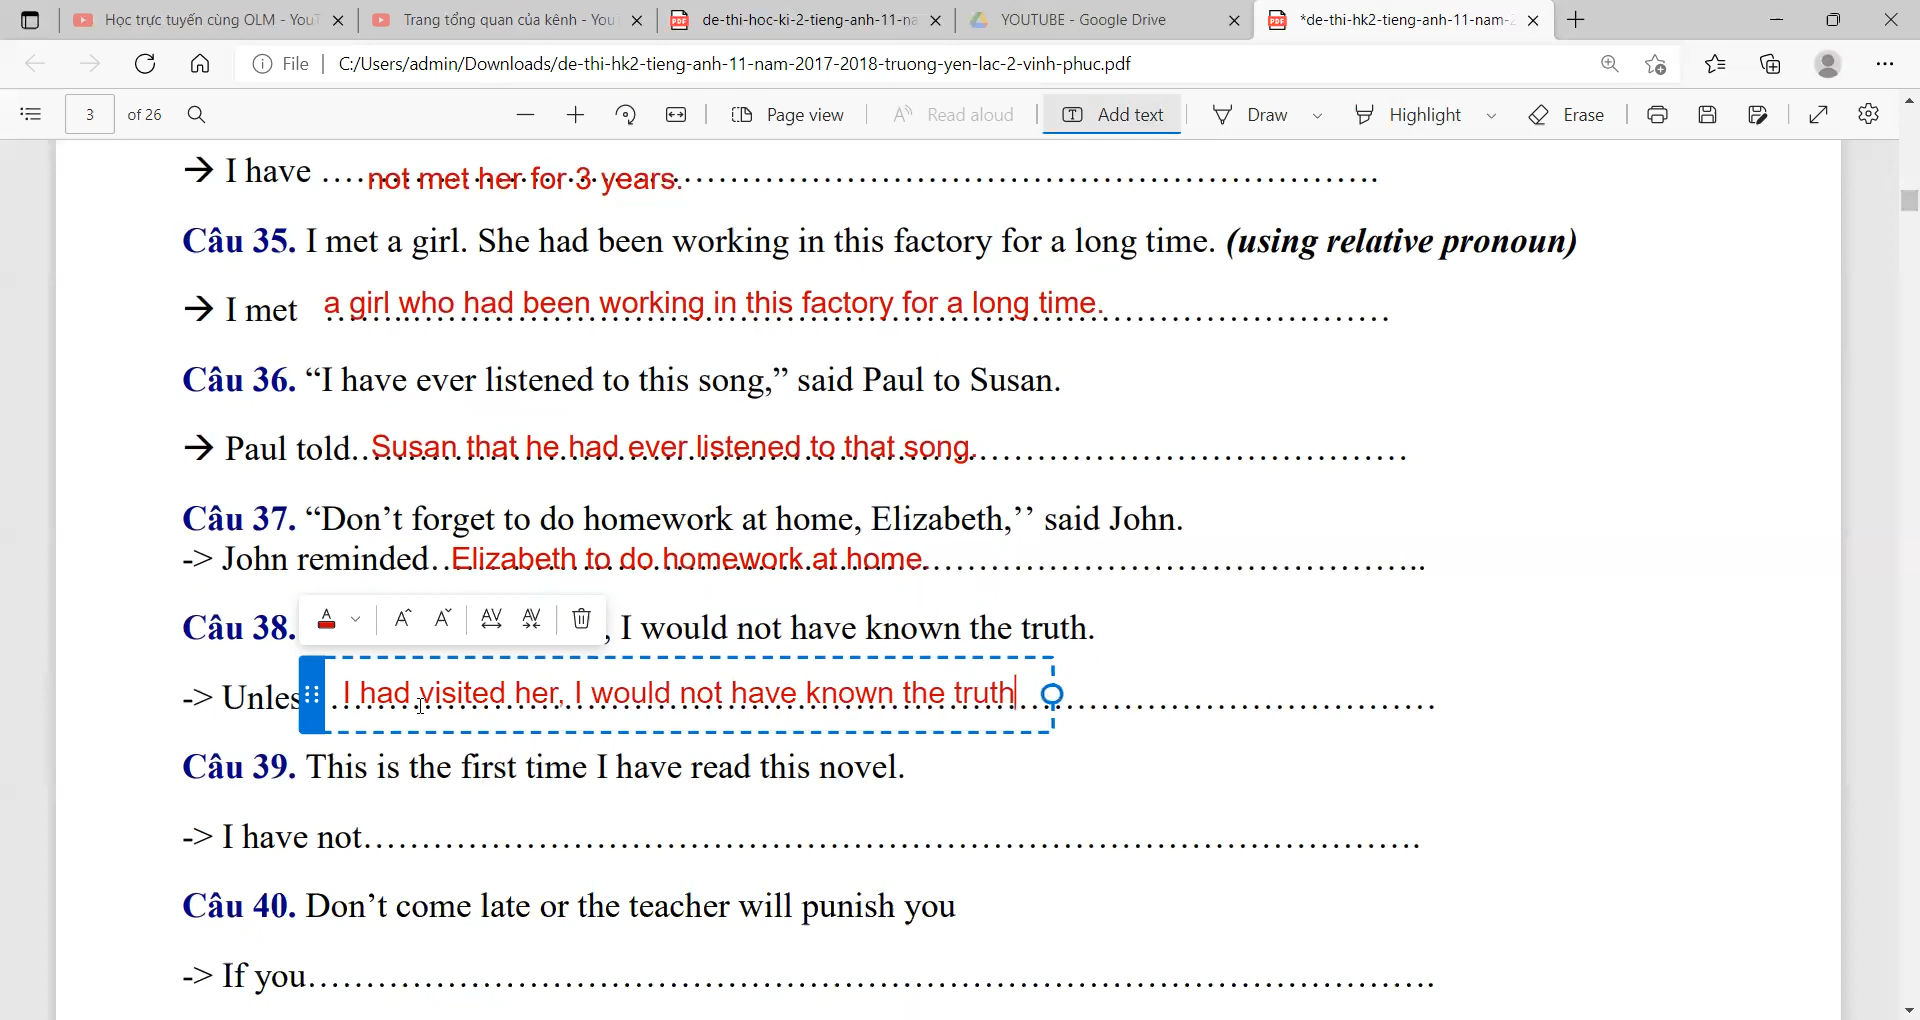 Học trực tuyến cùng OLM - YouT
Trang tổng quan của kênh - You
de-thi-hoc-ki-2-tieng-anh-11-na
YOUTUBE - Google Drive
*de-thi-hk2-tieng-anh-11-nam-2
File
C:/Users/admin/Downloads/de-thi-hk2-tieng-anh-11-nam-2017-2018-truong-yen-lac-2-vinh-phuc.pdf
3 of 26
Page view
Read aloud
Add text
Draw
Highlight
Erase
→ I have ....not met her for 3 years.................................................................
Câu 35. I met a girl. She had been working in this factory for a long time. (using relative pronoun)
→ I met a girl who had been working in this factory for a long time...........................
Câu 36. “I have ever listened to this song,” said Paul to Susan.
→ Paul told..Susan that he had ever listened to that song........................................
Câu 37. “Don’t forget to do homework at home, Elizabeth,’’ said John.
-> John reminded..Elizabeth to do homework at home..............................................
Câu 38. , I would not have known the truth.
-> Unles I had visited her, I would not have known the truth....................................
Câu 39. This is the first time I have read this novel.
-> I have not...........................................................................................
Câu 40. Don’t come late or the teacher will punish you
-> If you.................................................................................................